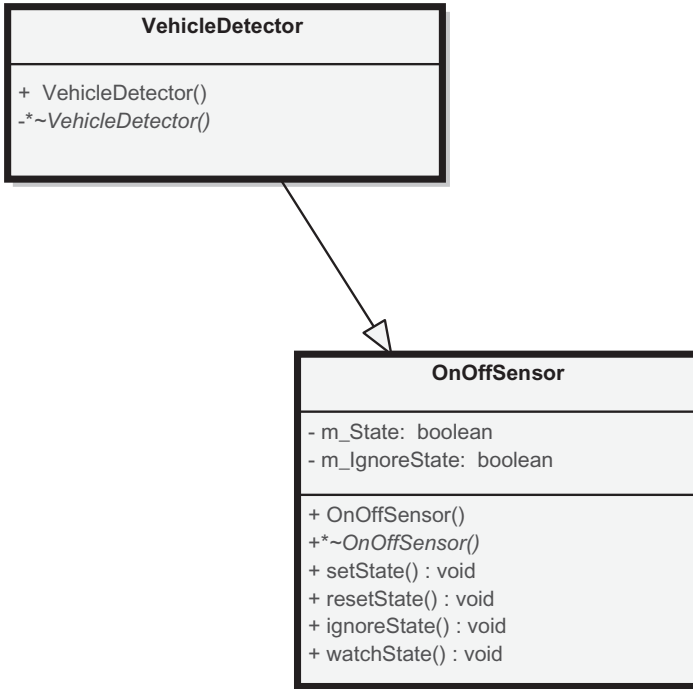 VehicleDetector
+ VehicleDetector()
-*~VehicleDetector()
OnOffSensor
- m_State: boolean
- m_IgnoreState: boolean
+ OnOffSensor()
+*~OnOffSensor()
+ setState() : void
+ resetState() : void
+ ignoreState() : void
+ watchState() : void